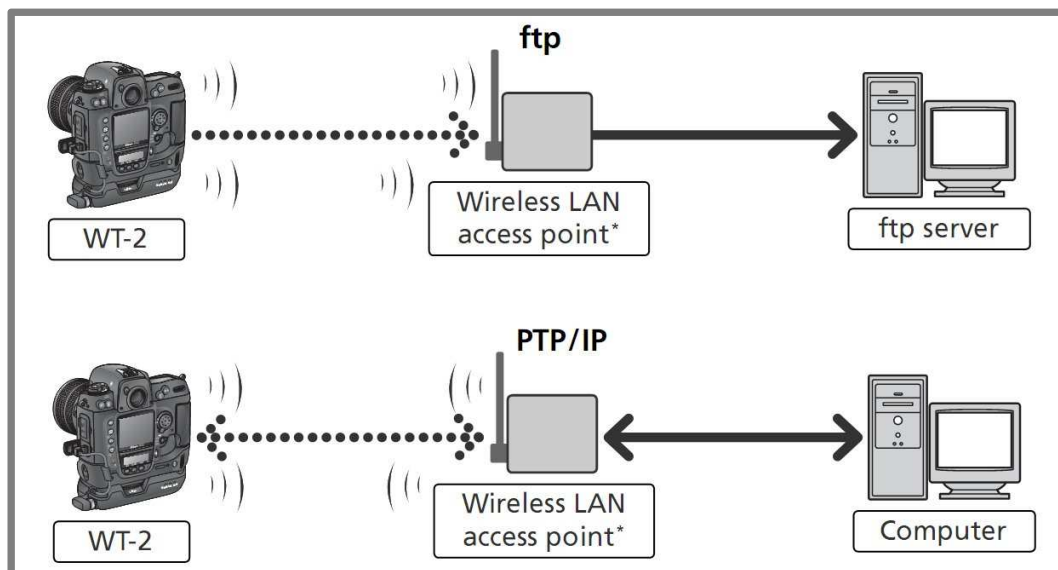 ftp
WT-2
Wireless LAN
access point*
ftp server
PTP/IP
WT-2
Wireless LAN
access point*
Computer